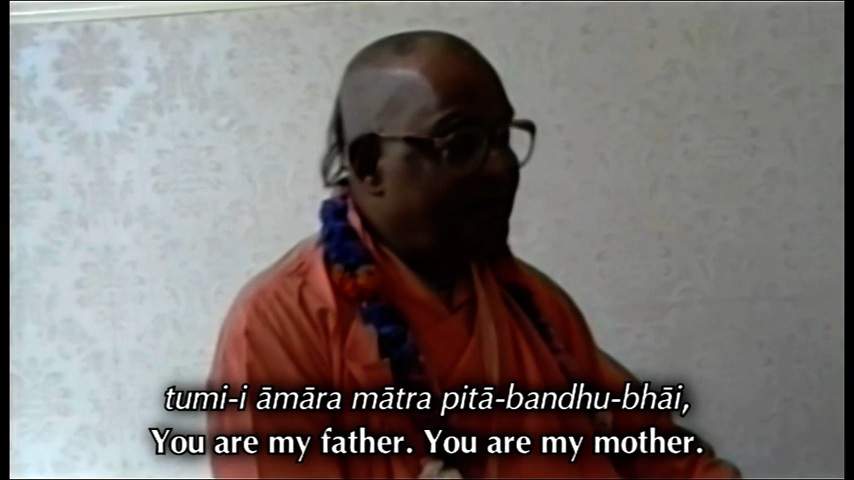 tumi-i āmāra mātra pitā-bandhu-bhāi,
You are my father. You are my mother.